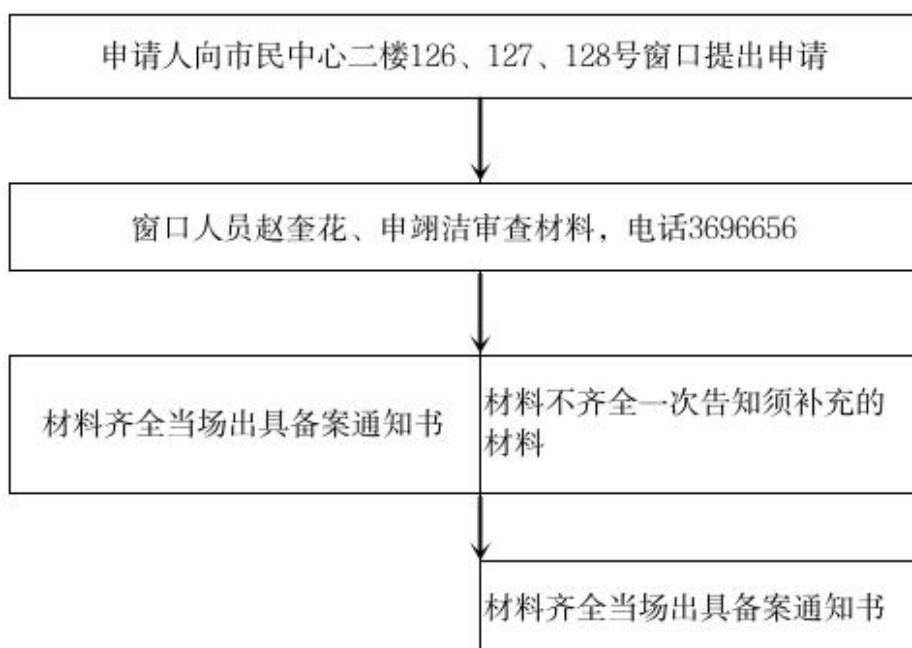 申请人向市民中心二楼126、127、128号窗口提出申请
窗口人员赵奎花、申翊洁审查材料，电话3696656
材料齐全当场出具备案通知书
材料不齐全一次告知须补充的
材料
材料齐全当场出具备案通知书